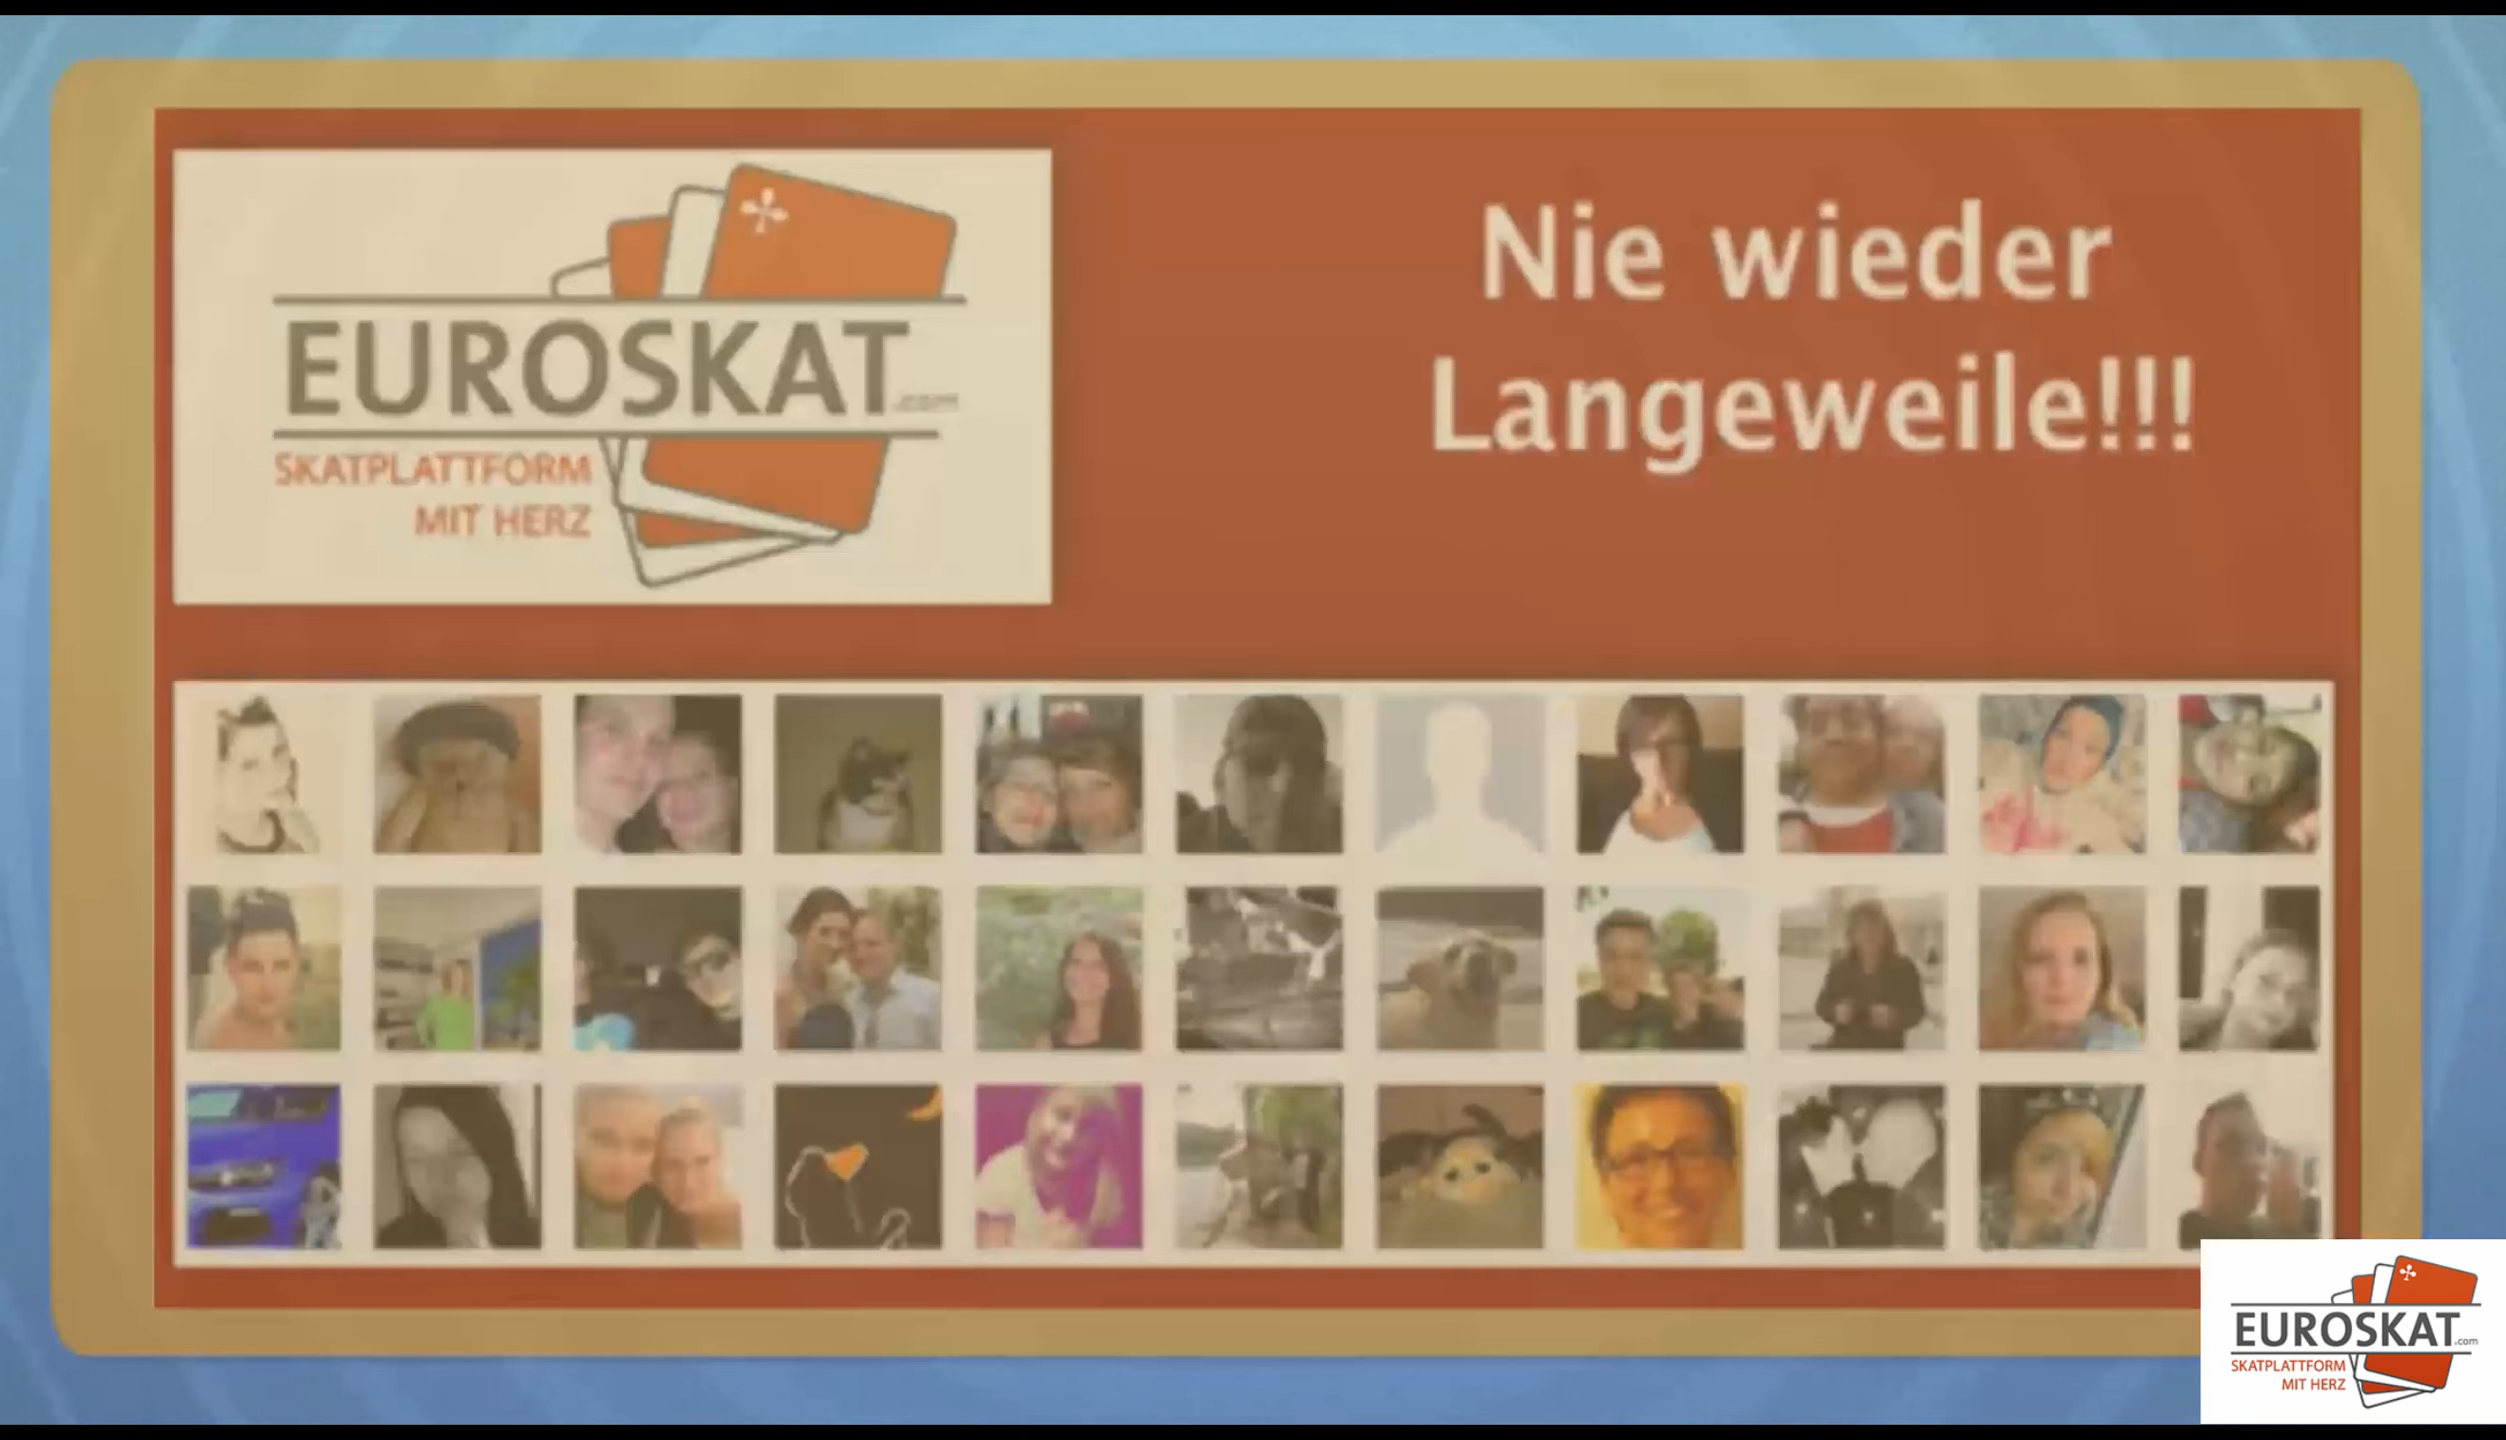 EUROSKAT.com
SKATPLATTFORM
MIT HERZ
Nie wieder
Langeweile!!!
EUROSKAT.com
SKATPLATTFORM
MIT HERZ